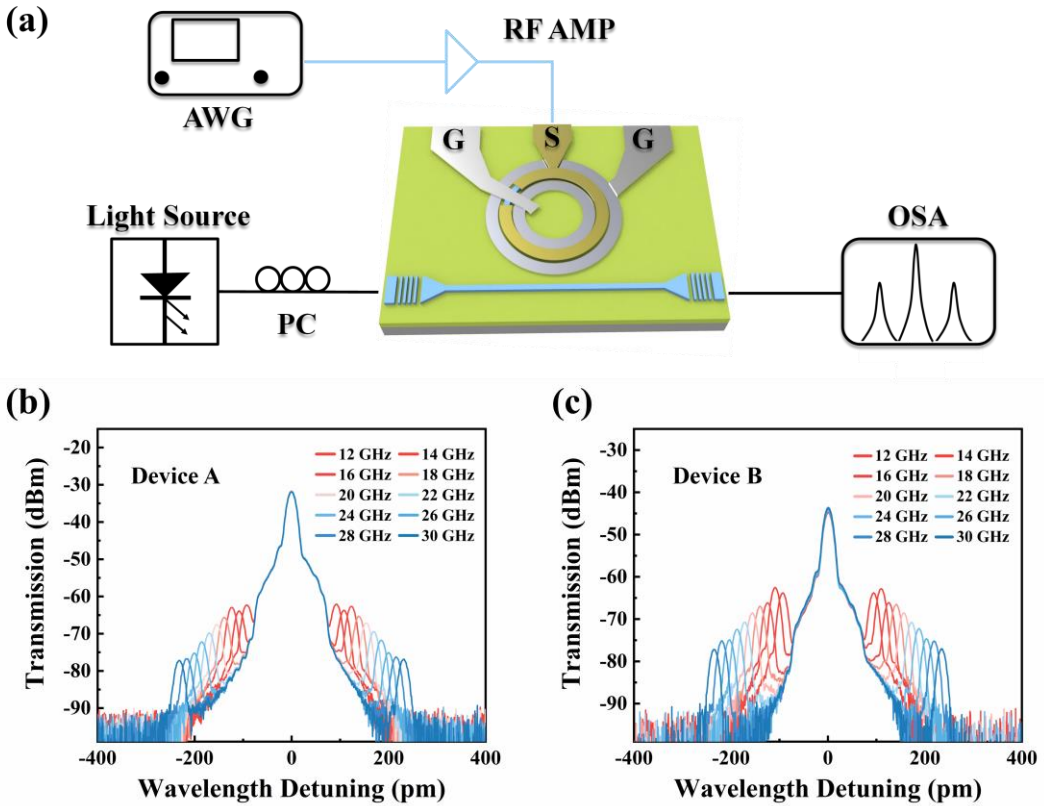 (a)
RF AMP
AWG
G S G
Light Source
OSA
PC
(b)
Transmission (dBm)
-20
-30
-40
-50
-60
-70
-80
-90
Device A
12 GHz 14 GHz
16 GHz 18 GHz
20 GHz 22 GHz
24 GHz 26 GHz
28 GHz 30 GHz
-400 -200 0 200 400
Wavelength Detuning (pm)
(c)
Transmission (dBm)
-30
-40
-50
-60
-70
-80
-90
Device B
12 GHz 14 GHz
16 GHz 18 GHz
20 GHz 22 GHz
24 GHz 26 GHz
28 GHz 30 GHz
-400 -200 0 200 400
Wavelength Detuning (pm)